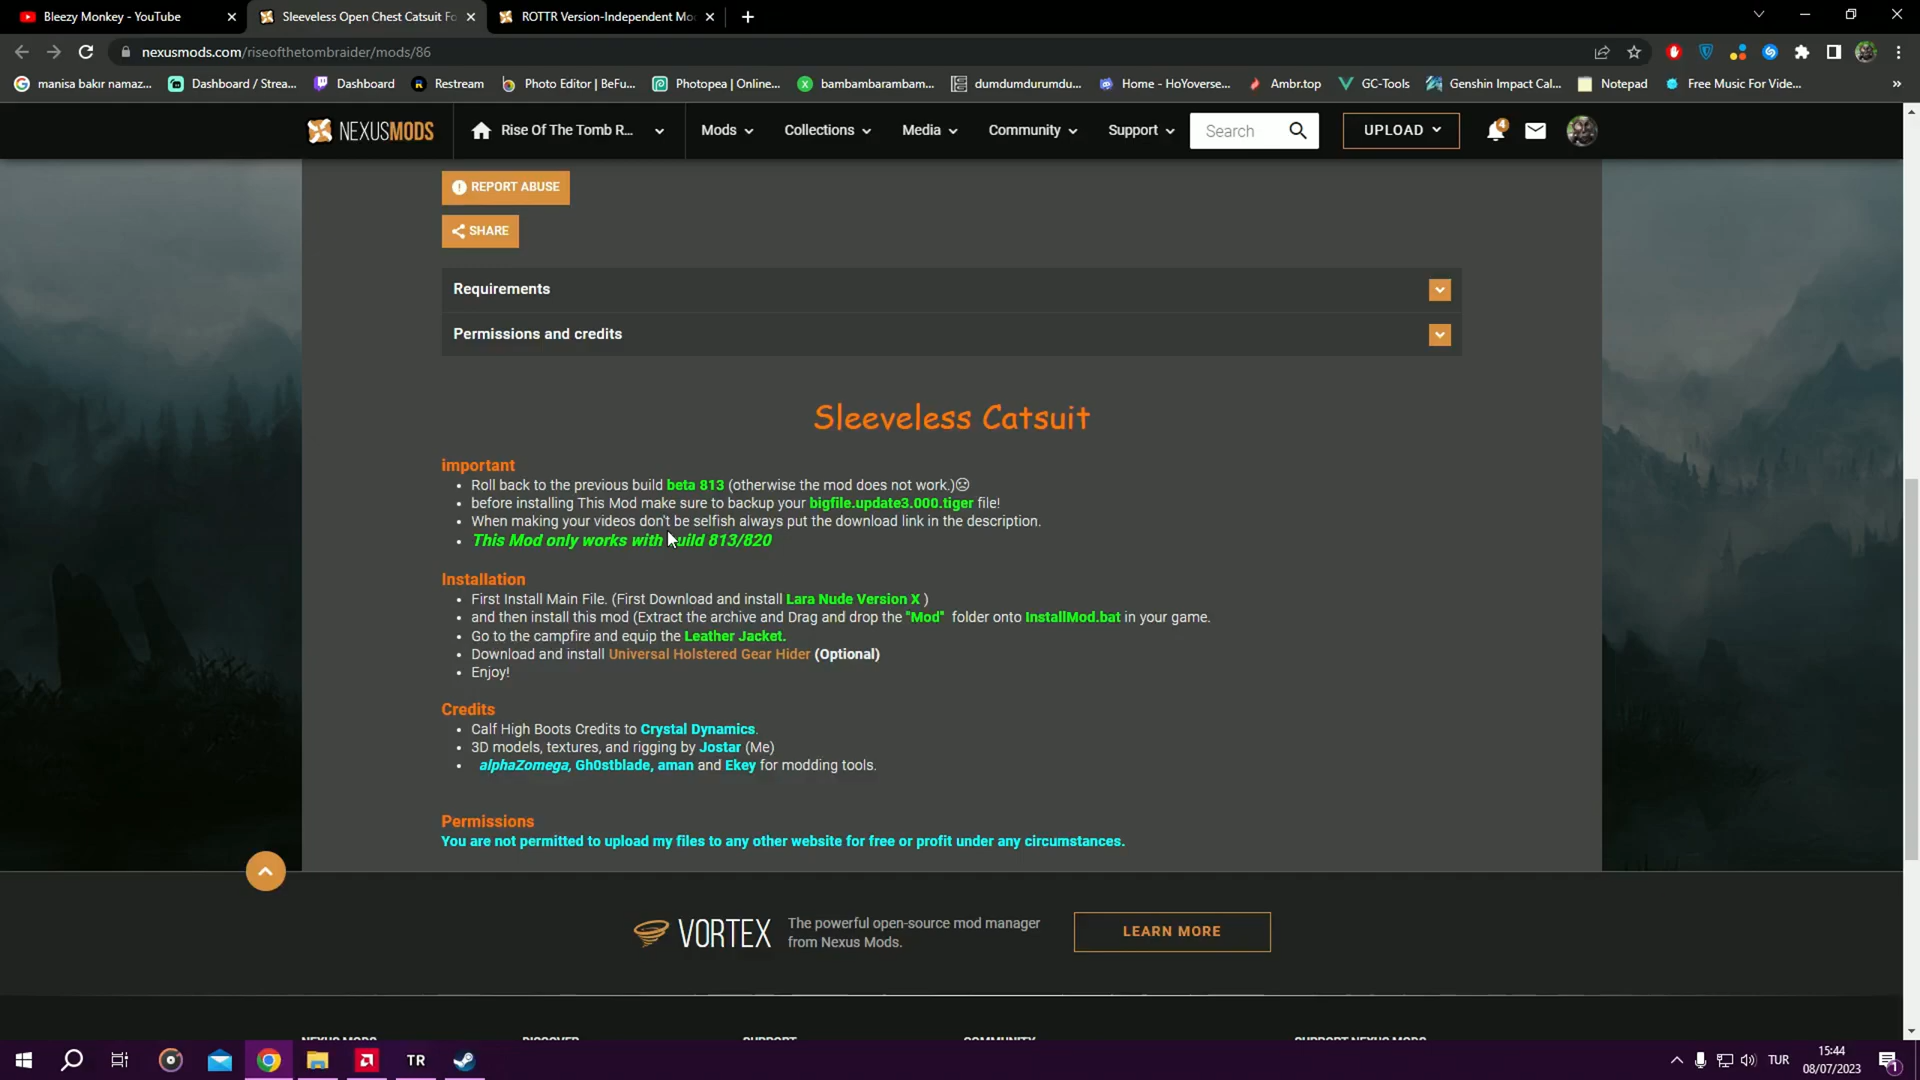 Bleezy Monkey - YouTube
Sleeveless Open Chest Catsuit Fo
ROTTR Version-Independent Mo
nexusmods.com/riseofthetombraider/mods/86
manisa bakır namaz...
Dashboard / Strea...
Dashboard
Restream
Photo Editor | BeFu...
Photopea | Online...
bambambarambam...
dumdumdurumdu...
Home - HoYoverse...
Ambr.top
GC-Tools
Genshin Impact Cal...
Notepad
Free Music For Vide...
NEXUSMODS
Rise Of The Tomb R...
Mods
Collections
Media
Community
Support
Search
UPLOAD
4
REPORT ABUSE
SHARE
Requirements
Permissions and credits
Sleeveless Catsuit
important
Roll back to the previous build beta 813 (otherwise the mod does not work.)
before installing This Mod make sure to backup your bigfile.update3.000.tiger file!
When making your videos don't be selfish always put the download link in the description.
This Mod only works with build 813/820
Installation
First Install Main File. (First Download and install Lara Nude Version X )
and then install this mod (Extract the archive and Drag and drop the "Mod" folder onto InstallMod.bat in your game.
Go to the campfire and equip the Leather Jacket.
Download and install Universal Holstered Gear Hider (Optional)
Enjoy!
Credits
Calf High Boots Credits to Crystal Dynamics.
3D models, textures, and rigging by Jostar (Me)
alphaZomega, Gh0stblade, aman and Ekey for modding tools.
Permissions
You are not permitted to upload my files to any other website for free or profit under any circumstances.
VORTEX
The powerful open-source mod manager
from Nexus Mods.
LEARN MORE
NEXUS MODS
DISCOVER
SUPPORT
COMMUNITY
SUPPORT NEXUS MODS
TR
TUR
15:44
08/07/2023
1